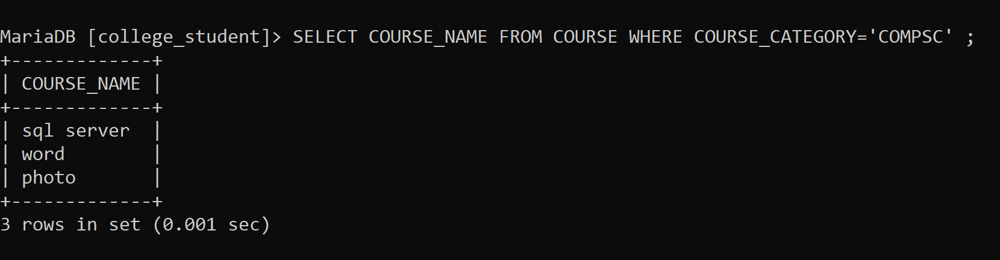 MariaDB [college_student]> SELECT COURSE_NAME FROM COURSE WHERE COURSE_CATEGORY='COMPSC' ;
+-------------+
| COURSE_NAME |
+-------------+
| sql server  |
| word        |
| photo       |
+-------------+
3 rows in set (0.001 sec)